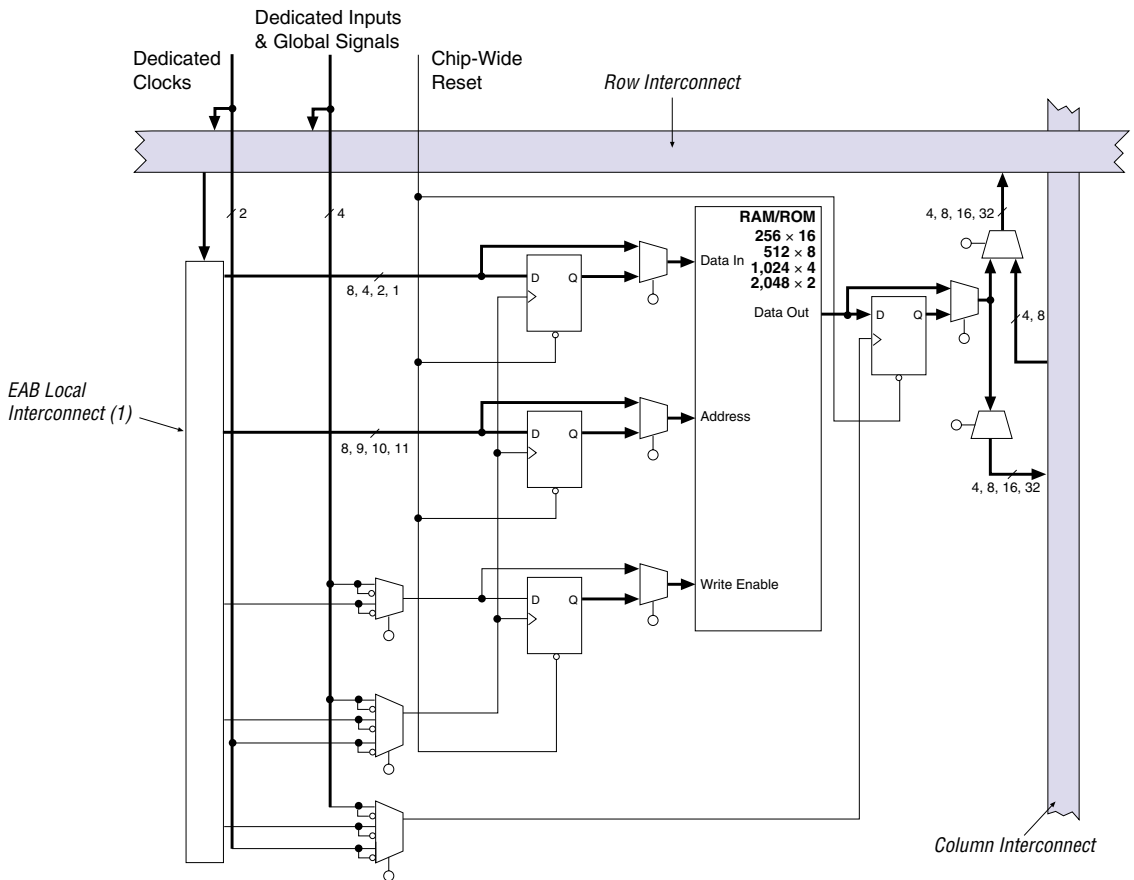 Dedicated Inputs
& Global Signals
Dedicated
Clocks
Chip-Wide
Reset
Row Interconnect
2
4
RAM/ROM
256 × 16
512 × 8
1,024 × 4
2,048 × 2
4, 8, 16, 32
D
Q
Data In
8, 4, 2, 1
Data Out
D
Q
4, 8
EAB Local
Interconnect (1)
Address
D
Q
8, 9, 10, 11
4, 8, 16, 32
Write Enable
D
Q
Column Interconnect